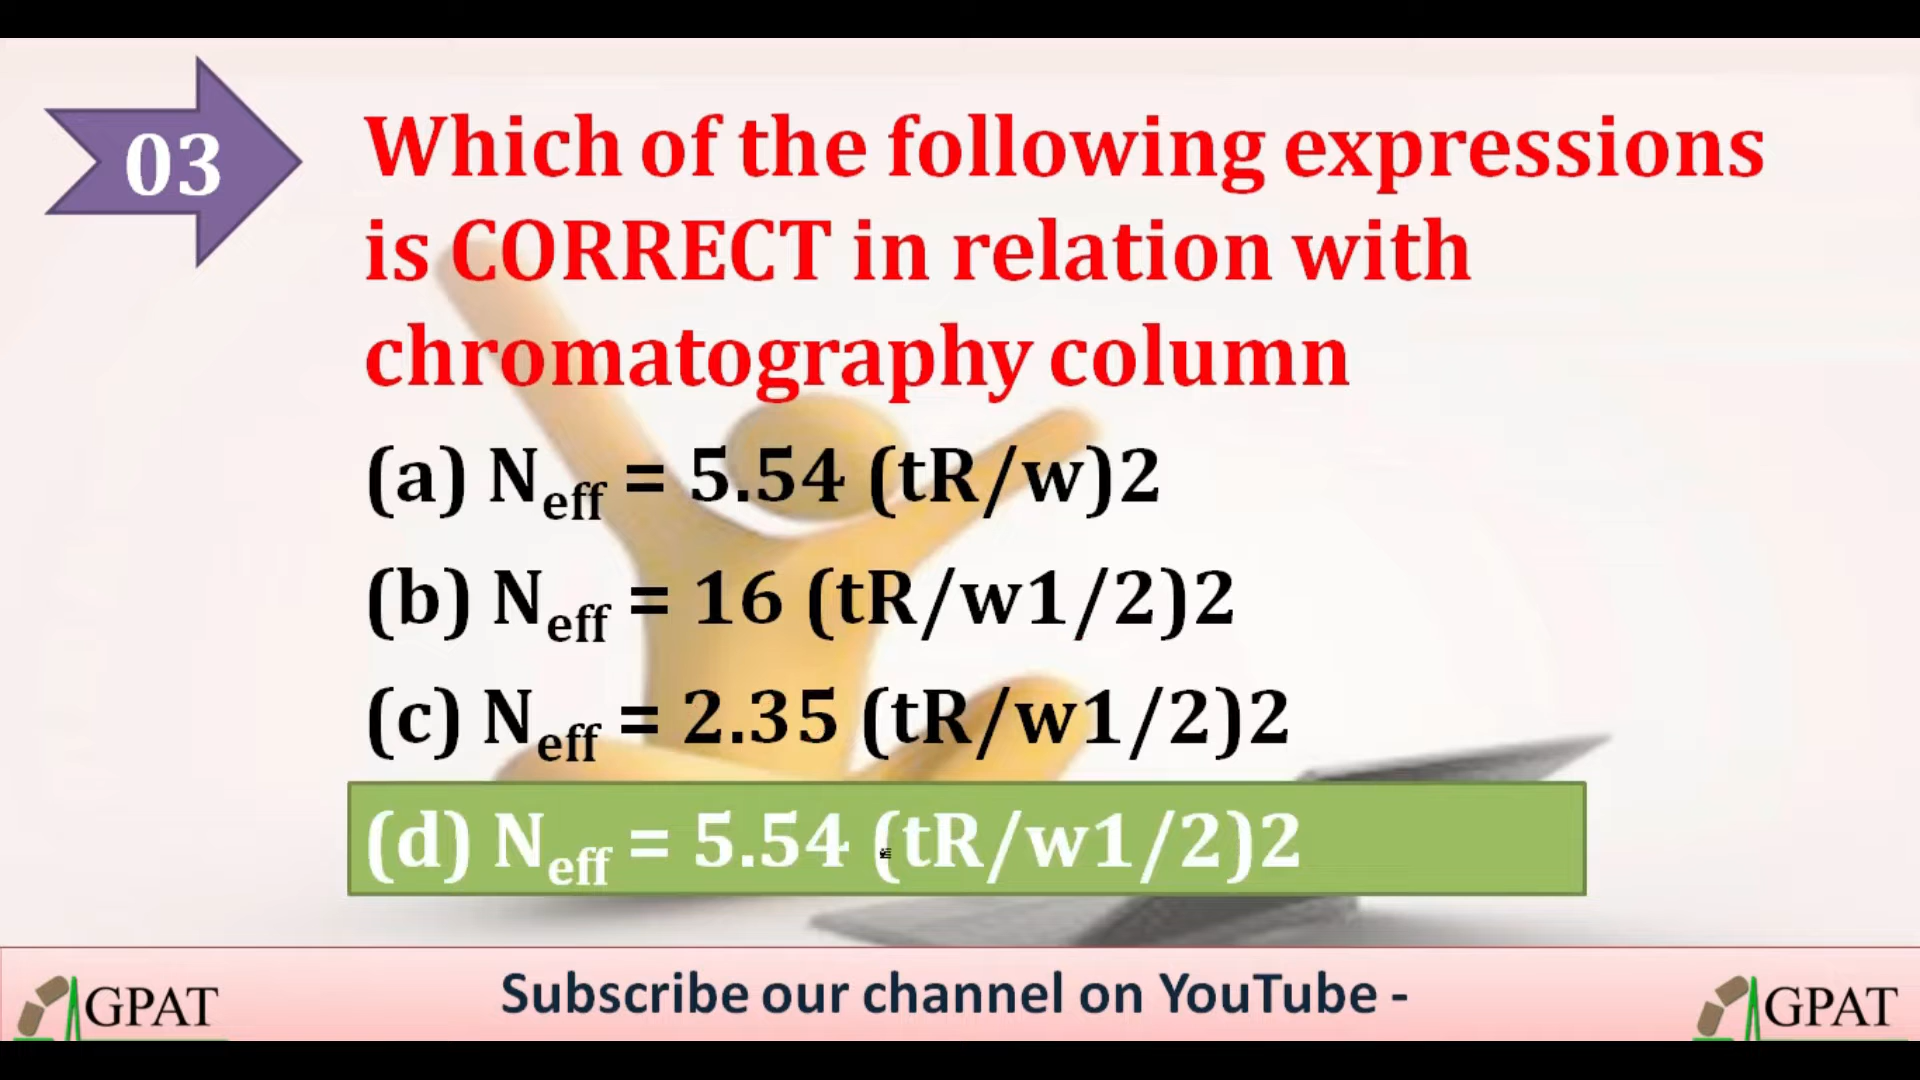 03
Which of the following expressions
is CORRECT in relation with
chromatography column
(a) Neff = 5.54 (tR/w)2
(b) Neff = 16 (tR/w1/2)2
(c) Neff = 2.35 (tR/w1/2)2
(d) Neff = 5.54 (tR/w1/2)2
GPAT
Subscribe our channel on YouTube -
GPAT